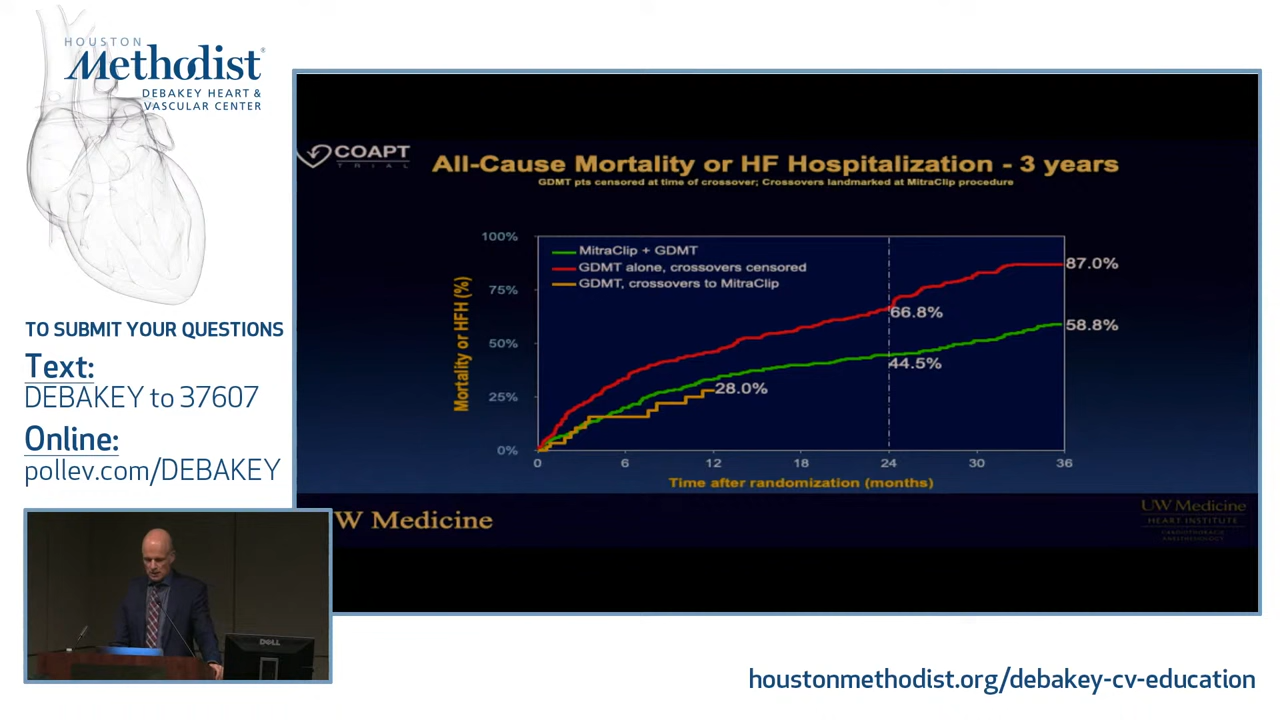 HOUSTON
Methodist®
DEBAKEY HEART &
VASCULAR CENTER
TO SUBMIT YOUR QUESTIONS
Text:
DEBAKEY to 37607
Online:
pollev.com/DEBAKEY
COAPT
TRIAL
All-Cause Mortality or HF Hospitalization - 3 years
GDMT pts censored at time of crossover; Crossovers landmarked at MitraClip procedure
Mortality or HFH (%)
100%
75%
50%
25%
0%
MitraClip + GDMT
GDMT alone, crossovers censored
GDMT, crossovers to MitraClip
87.0%
66.8%
58.8%
44.5%
28.0%
0 6 12 18 24 30 36
Time after randomization (months)
W Medicine
UW Medicine
HEART INSTITUTE
CARDIOTHORACIC
ANESTHESIOLOGY
DELL
houstonmethodist.org/debakey-cv-education